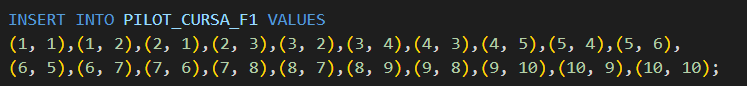 INSERT INTO PILOT_CURSA_F1 VALUES
(1, 1),(1, 2),(2, 1),(2, 3),(3, 2),(3, 4),(4, 3),(4, 5),(5, 4),(5, 6),
(6, 5),(6, 7),(7, 6),(7, 8),(8, 7),(8, 9),(9, 8),(9, 10),(10, 9),(10, 10);